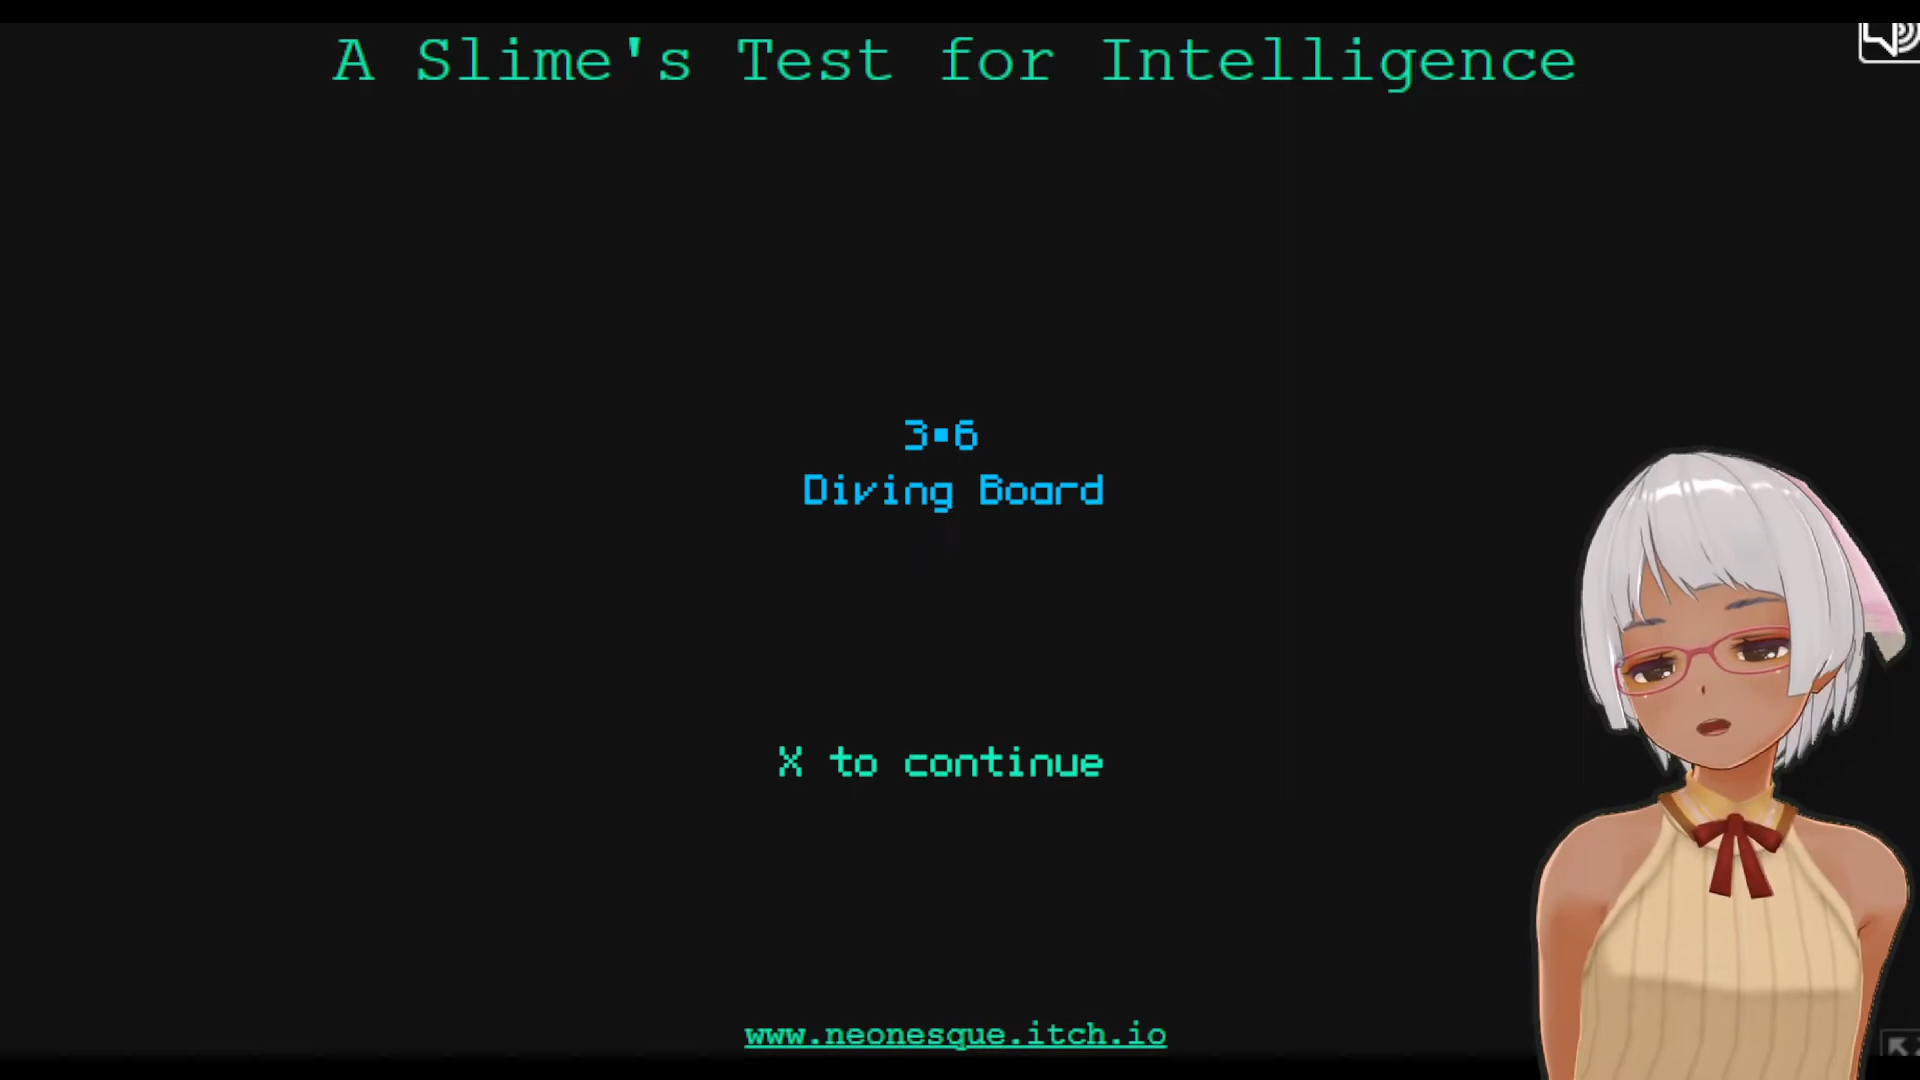 A Slime's Test for Intelligence
3▪6
Diving Board
X to continue
www.neonesque.itch.io